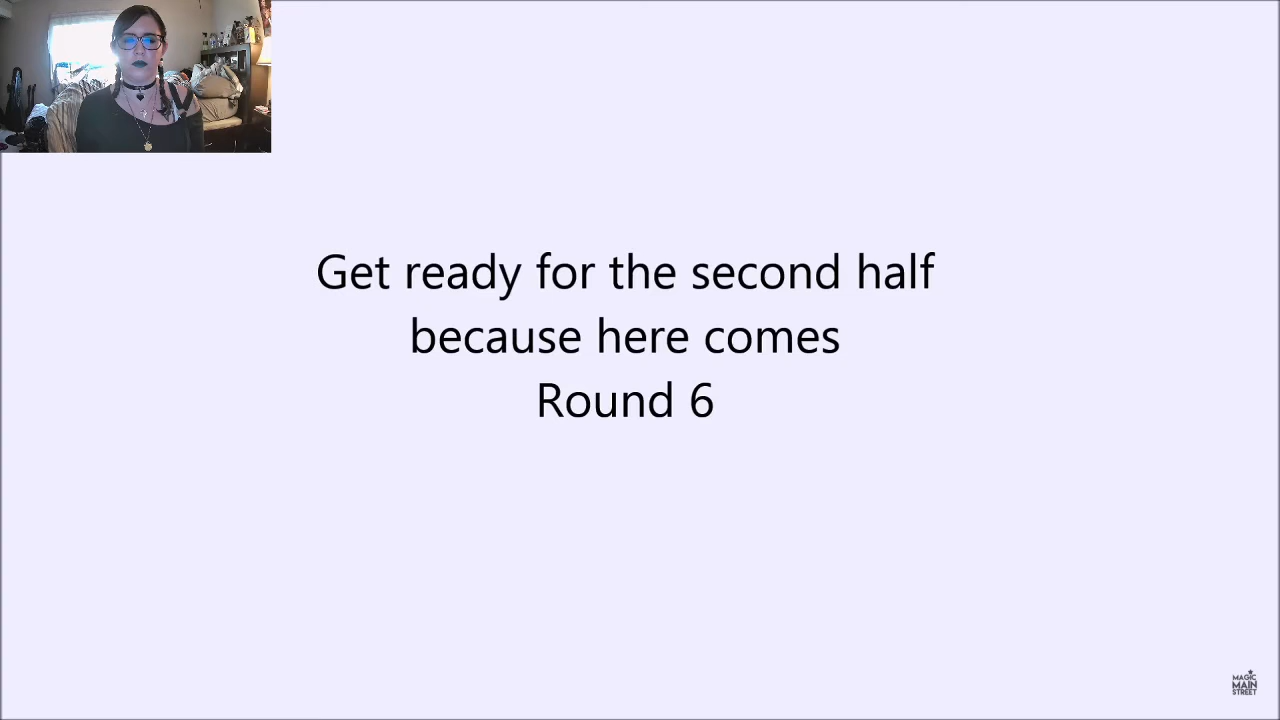 Get ready for the second half
because here comes
Round 6
MAGIC
MAIN
STREET